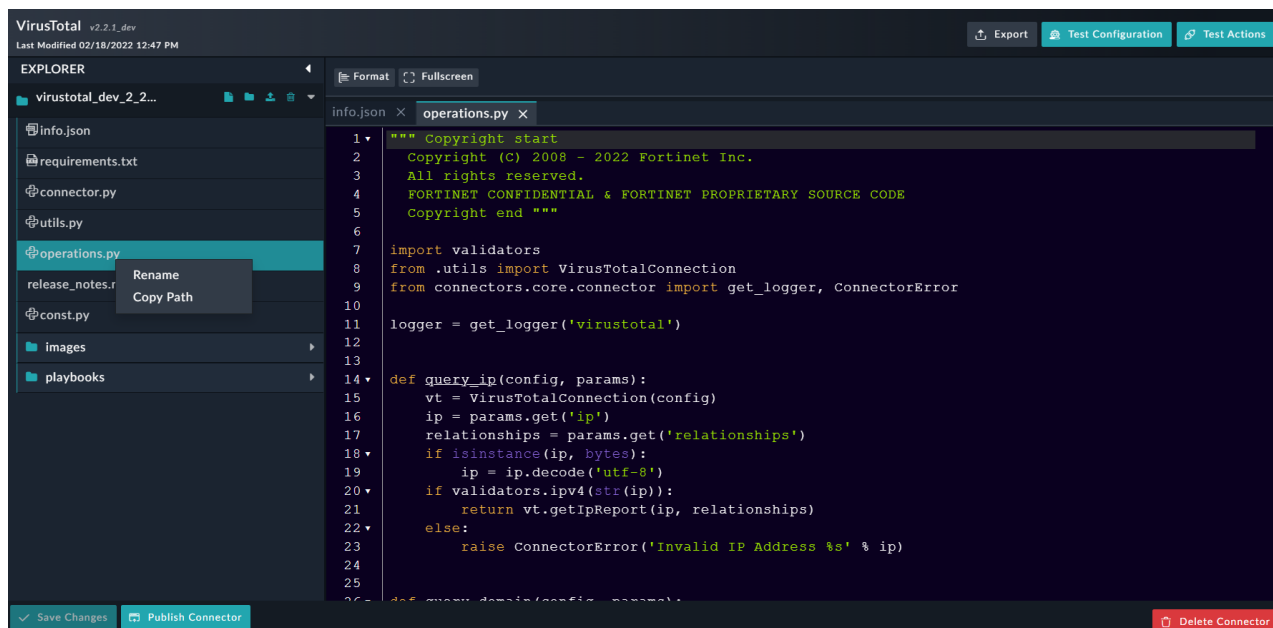 VirusTotal v2.2.1_dev
Last Modified 02/18/2022 12:47 PM
Export
Test Configuration
Test Actions
EXPLORER
virustotal_dev_2_2...
info.json
requirements.txt
connector.py
utils.py
operations.py
Rename
Copy Path
release_notes.
const.py
images
playbooks
Format
Fullscreen
info.json ×
operations.py ×
1 """ Copyright start
2   Copyright (C) 2008 - 2022 Fortinet Inc.
3   All rights reserved.
4   FORTINET CONFIDENTIAL & FORTINET PROPRIETARY SOURCE CODE
5   Copyright end """
6
7 import validators
8 from .utils import VirusTotalConnection
9 from connectors.core.connector import get_logger, ConnectorError
10
11 logger = get_logger('virustotal')
12
13
14 def query_ip(config, params):
15     vt = VirusTotalConnection(config)
16     ip = params.get('ip')
17     relationships = params.get('relationships')
18     if isinstance(ip, bytes):
19         ip = ip.decode('utf-8')
20     if validators.ipv4(str(ip)):
21         return vt.getIpReport(ip, relationships)
22     else:
23         raise ConnectorError('Invalid IP Address %s' % ip)
24
25
26 def query_domain(config, params):
Save Changes
Publish Connector
Delete Connector